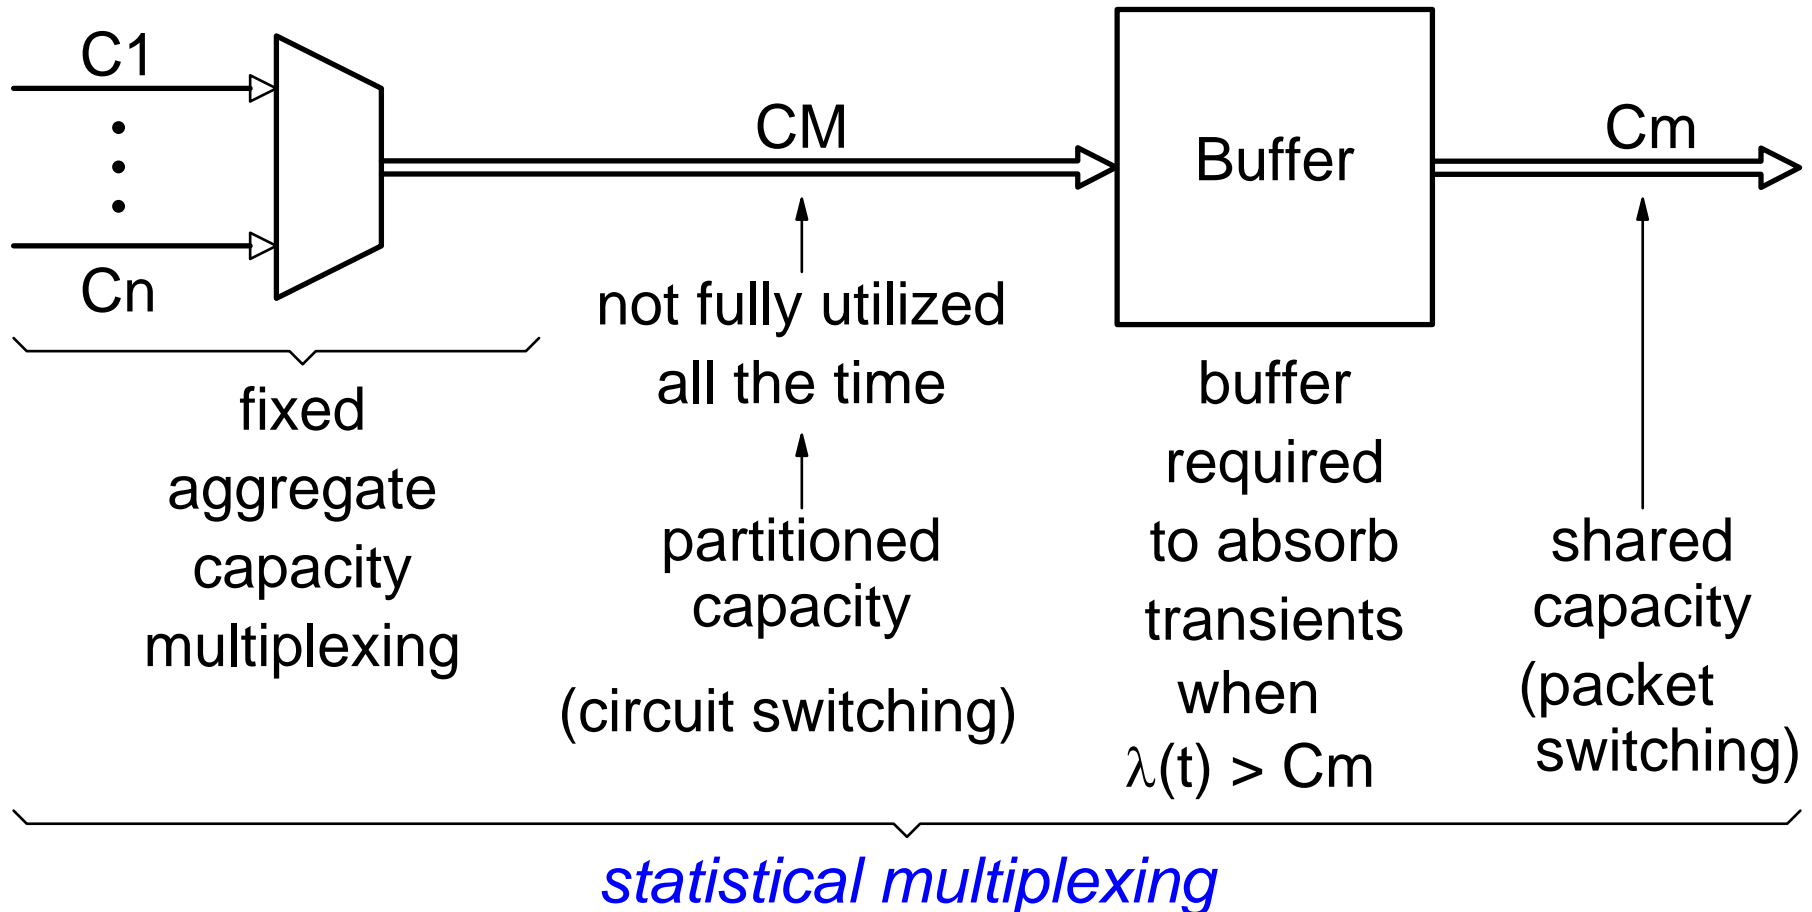 C1
Cn
fixed
aggregate
capacity
multiplexing
CM
not fully utilized
all the time
partitioned
capacity
(circuit switching)
Buffer
buffer
required
to absorb
transients
when
λ(t) > Cm
Cm
shared
capacity
(packet
switching)
statistical multiplexing